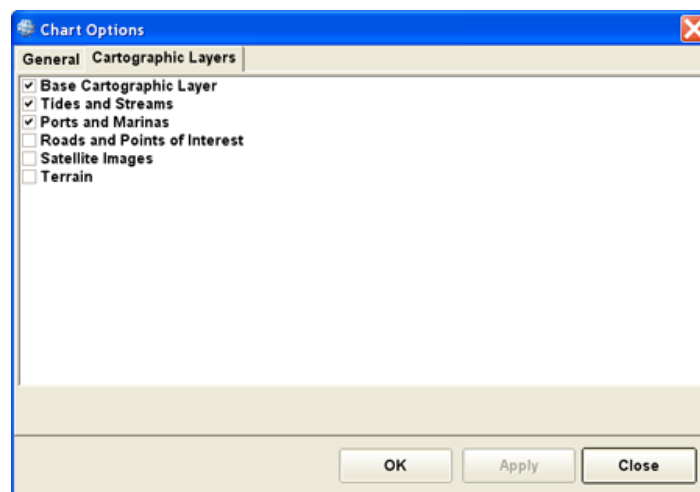 Chart Options
General Cartographic Layers
Base Cartographic Layer
Tides and Streams
Ports and Marinas
Roads and Points of Interest
Satellite Images
Terrain
OK Apply Close